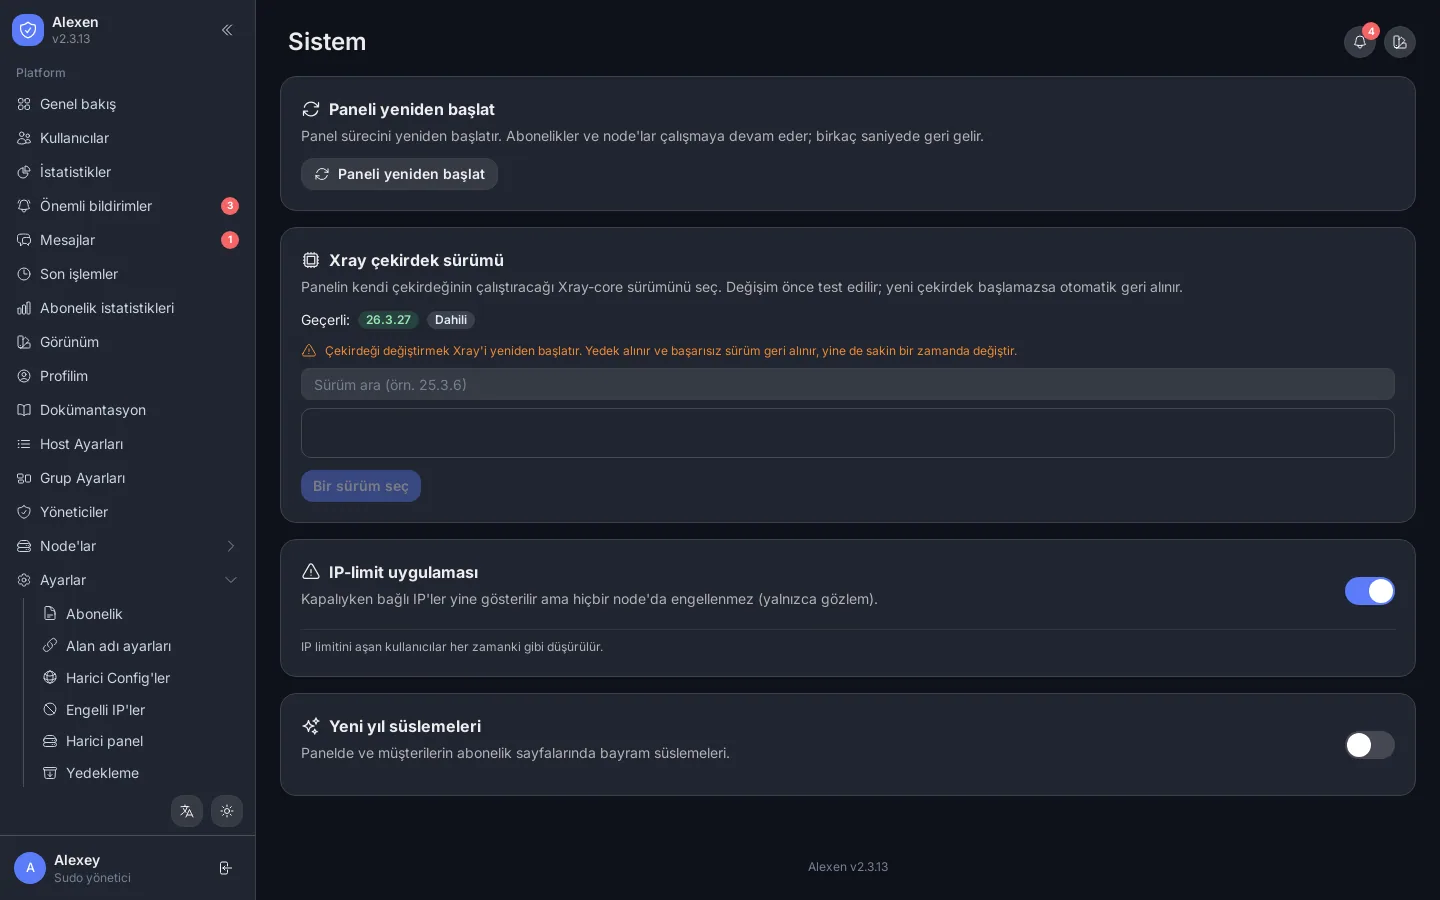 Alexen
v2.3.13
Platform
Genel bakış
Kullanıcılar
İstatistikler
Önemli bildirimler 3
Mesajlar 1
Son işlemler
Abonelik istatistikleri
Görünüm
Profilim
Dokümantasyon
Host Ayarları
Grup Ayarları
Yöneticiler
Node'lar
Ayarlar
Abonelik
Alan adı ayarları
Harici Config'ler
Engelli IP'ler
Harici panel
Yedekleme
A
Alexey
Sudo yönetici
Sistem
4
Paneli yeniden başlat
Panel sürecini yeniden başlatır. Abonelikler ve node'lar çalışmaya devam eder; birkaç saniyede geri gelir.
Paneli yeniden başlat
Xray çekirdek sürümü
Panelin kendi çekirdeğinin çalıştıracağı Xray-core sürümünü seç. Değişim önce test edilir; yeni çekirdek başlamazsa otomatik geri alınır.
Geçerli: 26.3.27 Dahili
Çekirdeği değiştirmek Xray'i yeniden başlatır. Yedek alınır ve başarısız sürüm geri alınır, yine de sakin bir zamanda değiştir.
Sürüm ara (örn. 25.3.6)
Bir sürüm seç
IP-limit uygulaması
Kapalıyken bağlı IP'ler yine gösterilir ama hiçbir node'da engellenmez (yalnızca gözlem).
IP limitini aşan kullanıcılar her zamanki gibi düşürülür.
Yeni yıl süslemeleri
Panelde ve müşterilerin abonelik sayfalarında bayram süslemeleri.
Alexen v2.3.13